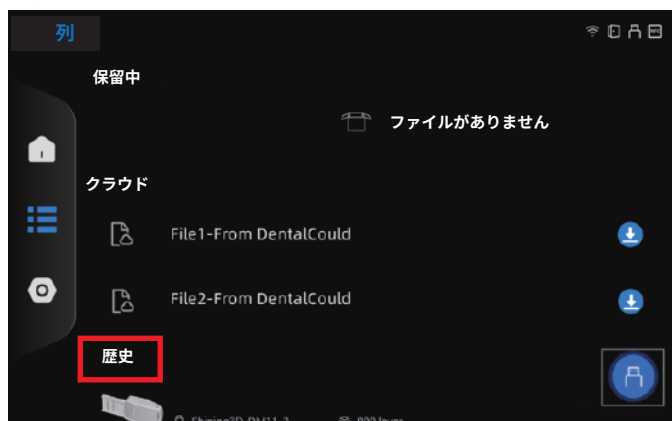 列
保留中
ファイルがありません
クラウド
File1-From DentalCould
File2-From DentalCould
歴史